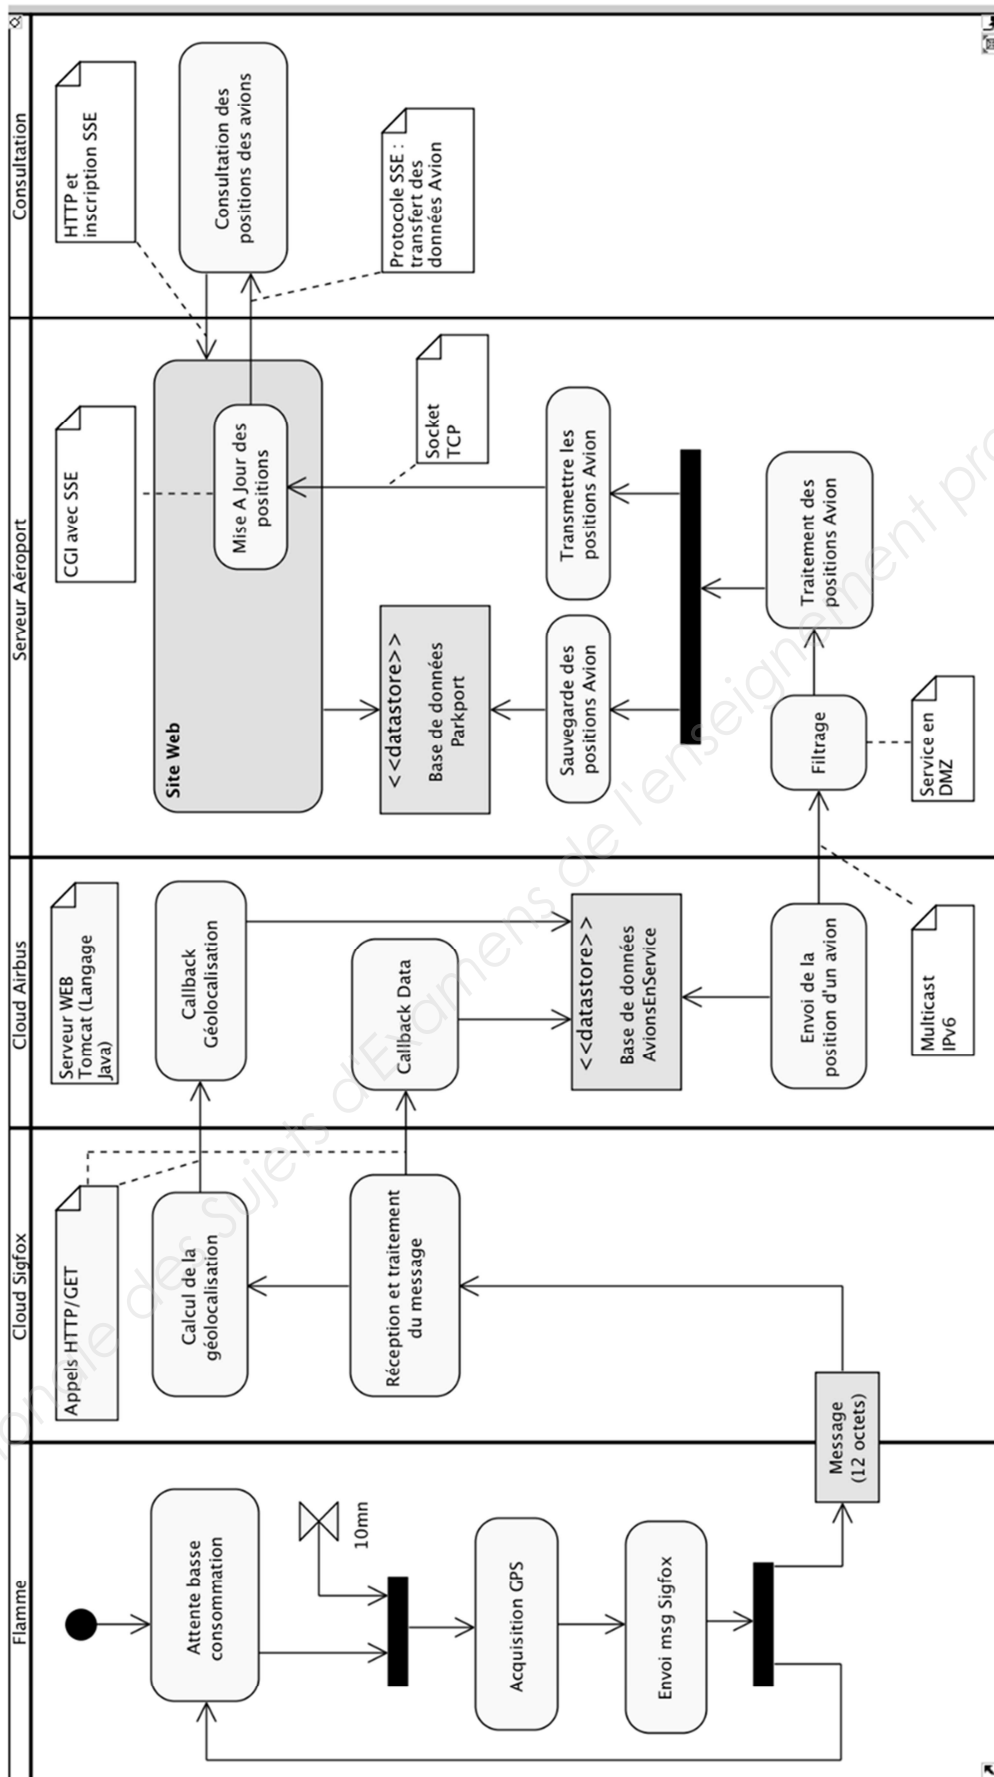 Flamme
Attente basse
consommation
10mn
Acquisition GPS
Envoi msg Sigfox
Message
(12 octets)
Cloud Sigfox
Appels HTTP/GET
Calcul de la
géolocalisation
Réception et traitement
du message
Cloud Airbus
Serveur WEB
Tomcat (Langage
Java)
Callback
Géolocalisation
Callback Data
<<datastore>>
Base de données
AvionsEnService
Envoi de la
position d'un avion
Multicast
IPv6
Serveur Aéroport
CGI avec SSE
Site Web
Mise A Jour des
positions
<<datastore>>
Base de données
Parkport
Socket
TCP
Sauvegarde des
positions Avion
Transmettre les
positions Avion
Filtrage
Traitement des
positions Avion
Service en
DMZ
Consultation
HTTP et
inscription SSE
Consultation des
positions des avions
Protocole SSE :
transfert des
données Avion
des Sujets d'Examens de l'enseignement